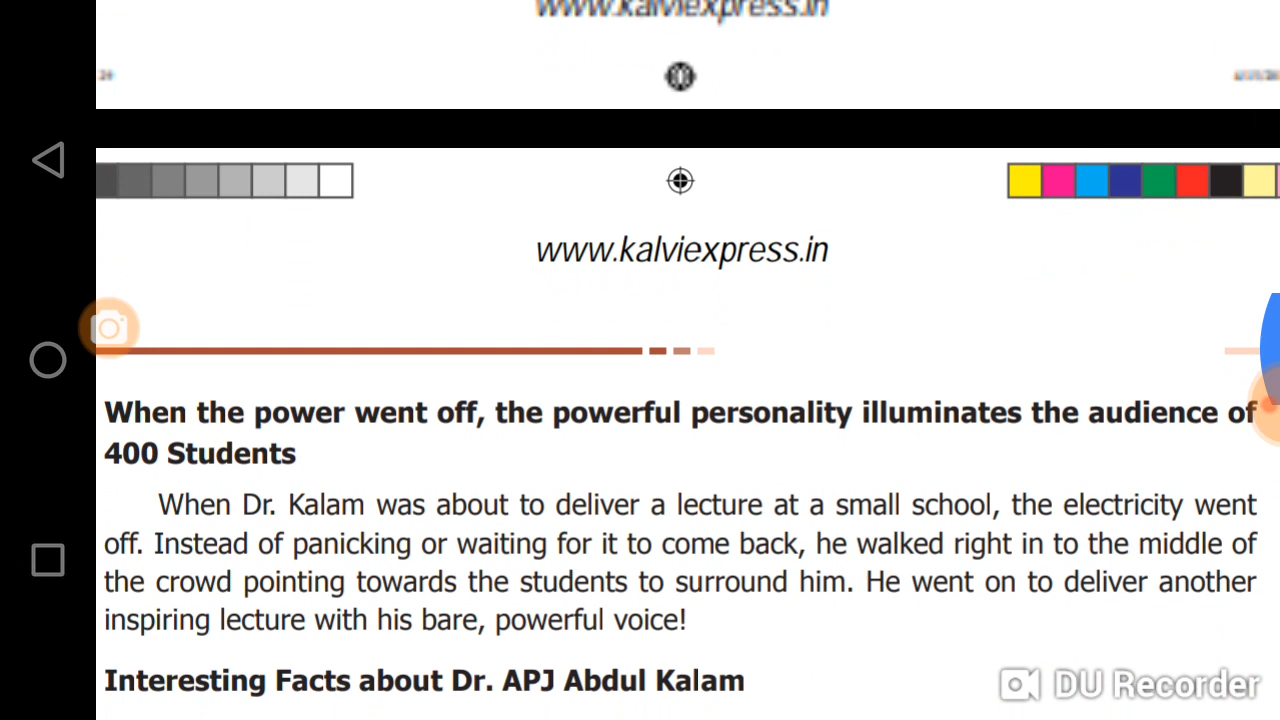 www.kalviexpress.in
www.kalviexpress.in
When the power went off, the powerful personality illuminates the audience of
400 Students
When Dr. Kalam was about to deliver a lecture at a small school, the electricity went
off. Instead of panicking or waiting for it to come back, he walked right in to the middle of
the crowd pointing towards the students to surround him. He went on to deliver another
inspiring lecture with his bare, powerful voice!
Interesting Facts about Dr. APJ Abdul Kalam
DU Recorder